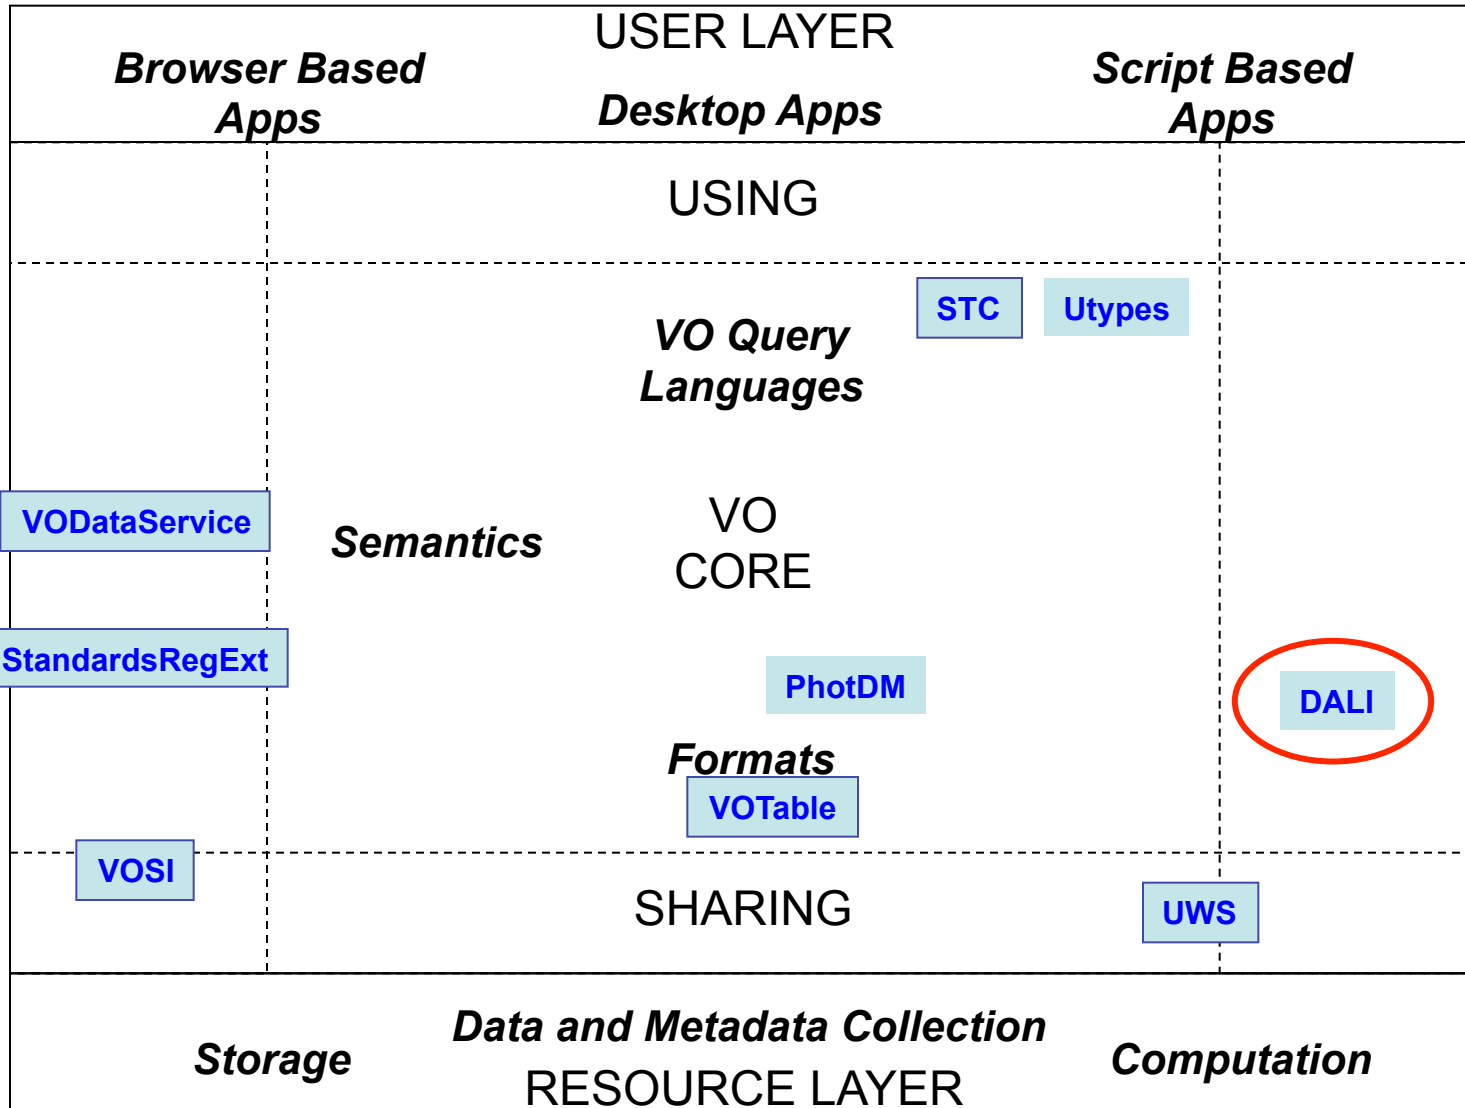 USER LAYER
Browser Based
Apps
Desktop Apps
Script Based
Apps
USING
STC
Utypes
VO Query
Languages
VODataService
Semantics
VO
CORE
StandardsRegExt
PhotDM
DALI
Formats
VOTable
VOSI
SHARING
UWS
Data and Metadata Collection
Storage
Computation
RESOURCE LAYER